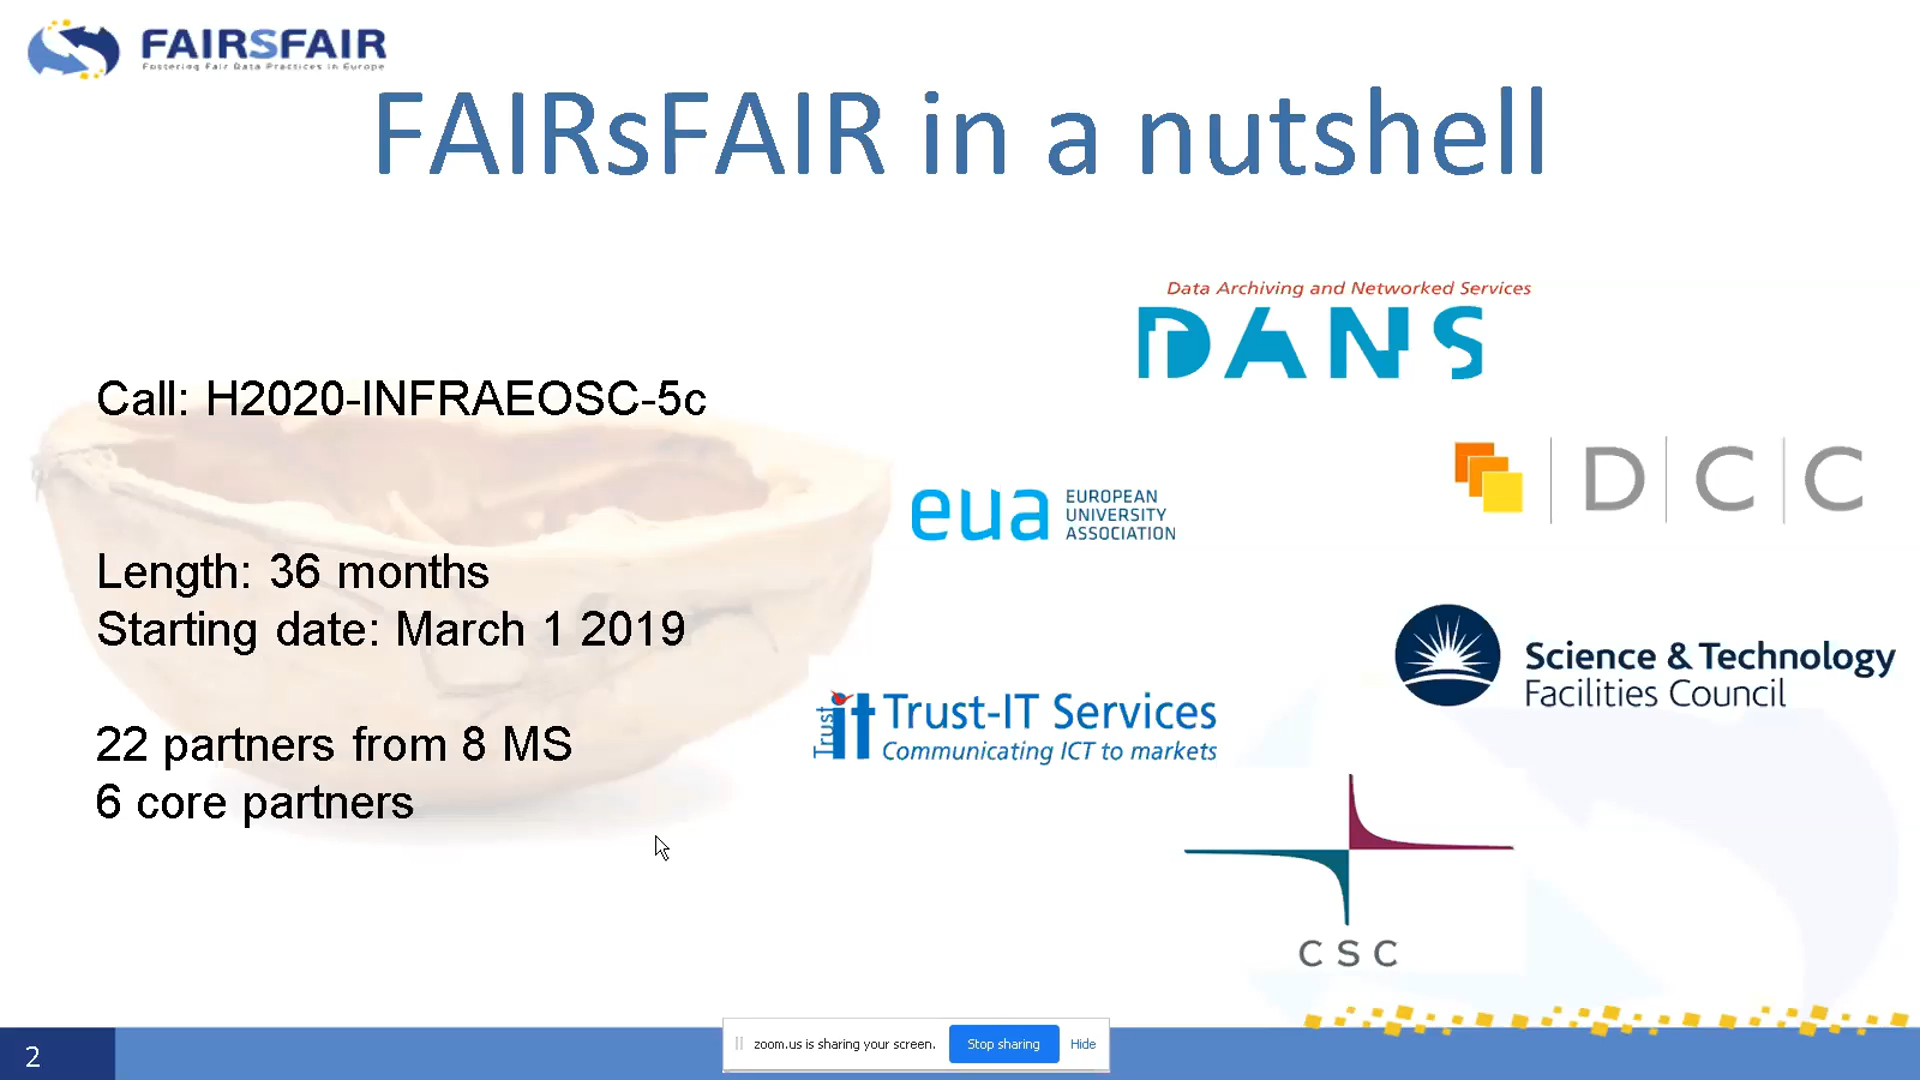 FAIRSFAIR
Fostering Fair Data Practices in Europe
FAIRsFAIR in a nutshell
Call: H2020-INFRAEOSC-5c
Length: 36 months
Starting date: March 1 2019
22 partners from 8 MS
6 core partners
Data Archiving and Networked Services
DANS
DCC
eua EUROPEAN
UNIVERSITY
ASSOCIATION
Science & Technology
Facilities Council
Trust it Trust-IT Services
Communicating ICT to markets
CSC
2
zoom.us is sharing your screen. Stop sharing Hide